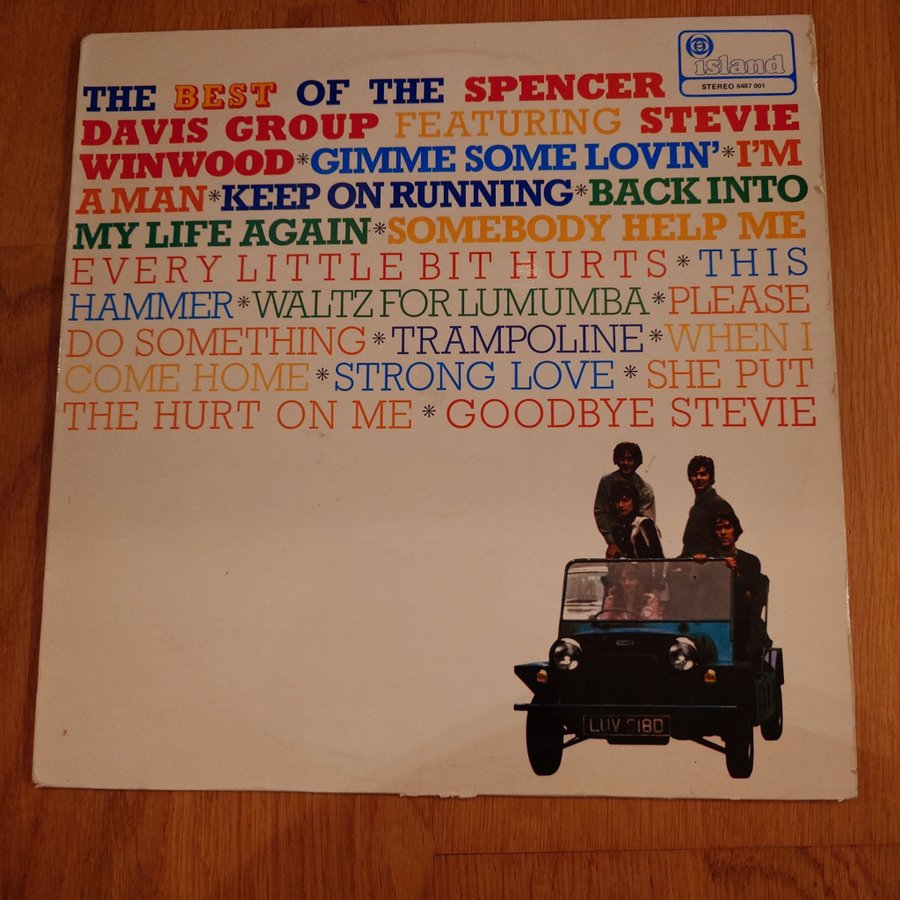 island
STEREO 6487 001
THE BEST OF THE SPENCER
DAVIS GROUP FEATURING STEVIE
WINWOOD*GIMME SOME LOVIN'*I'M
A MAN*KEEP ON RUNNING*BACK INTO
MY LIFE AGAIN*SOMEBODY HELP ME
EVERY LITTLE BIT HURTS*THIS
HAMMER*WALTZ FOR LUMUMBA*PLEASE
DO SOMETHING*TRAMPOLINE*WHEN I
COME HOME*STRONG LOVE*SHE PUT
THE HURT ON ME*GOODBYE STEVIE
LUV